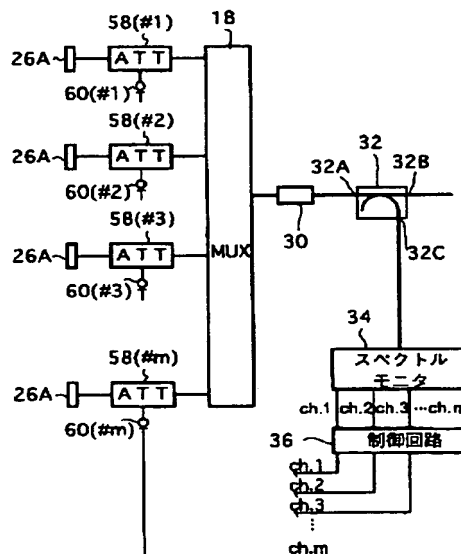 58(#1)
18
26A
ATT
60(#1)
58(#2)
26A
ATT
60(#2)
58(#3)
26A
ATT
60(#3)
MUX
58(#m)
26A
ATT
60(#m)
32
32A
32B
30
32C
34
スペクトル
モニタ
ch.1 ch.2 ch.3 …ch.m
36
制御回路
ch.1
ch.2
ch.3
⋮
ch.m